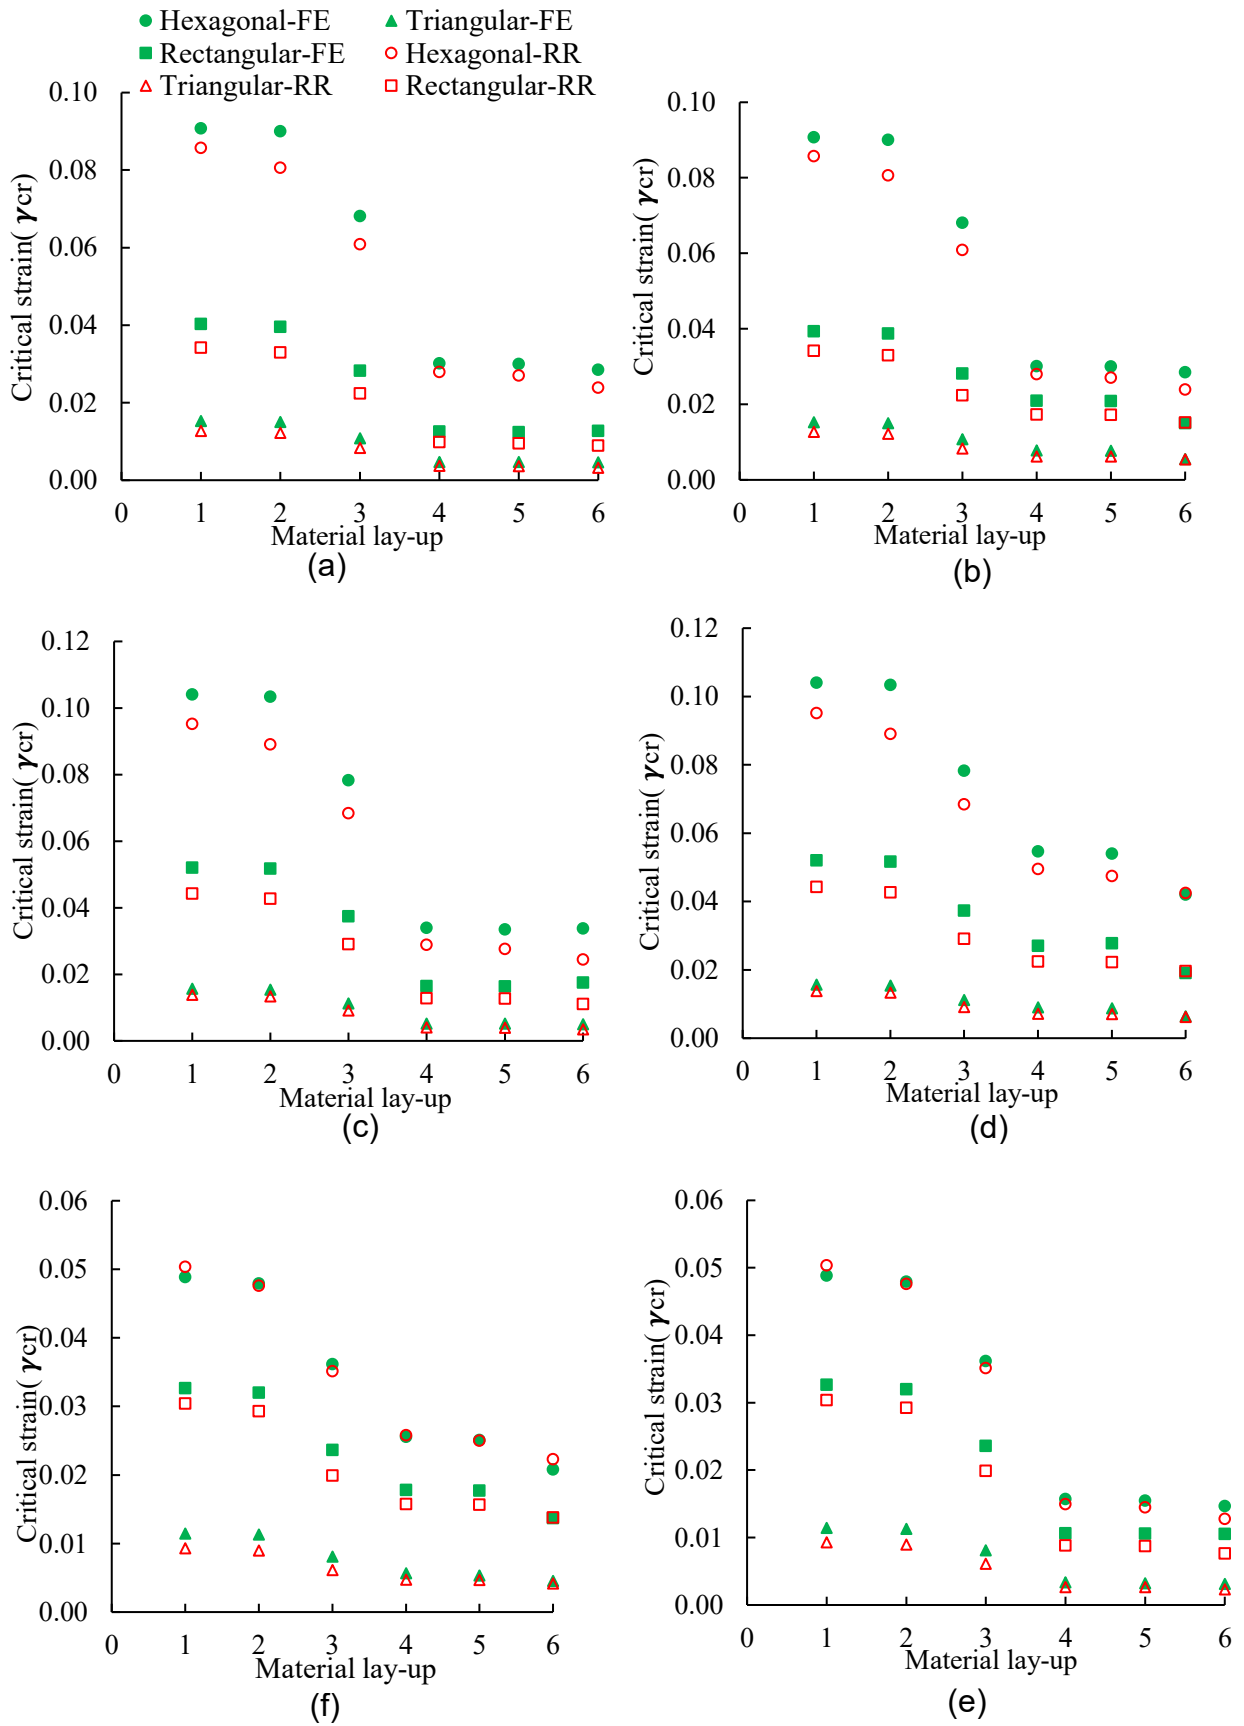 Hexagonal-FE Triangular-FE
Rectangular-FE Hexagonal-RR
Triangular-RR Rectangular-RR
Critical strain( γcr)
0.10
0.08
0.06
0.04
0.02
0.00
0 1 2 3 4 5 6
Material lay-up
(a)
Critical strain( γcr)
0.10
0.08
0.06
0.04
0.02
0.00
0 1 2 3 4 5 6
Material lay-up
(b)
Critical strain( γcr)
0.12
0.10
0.08
0.06
0.04
0.02
0.00
0 1 2 3 4 5 6
Material lay-up
(c)
Critical strain( γcr)
0.12
0.10
0.08
0.06
0.04
0.02
0.00
0 1 2 3 4 5 6
Material lay-up
(d)
Critical strain( γcr)
0.06
0.05
0.04
0.03
0.02
0.01
0.00
0 1 2 3 4 5 6
Material lay-up
(f)
Critical strain( γcr)
0.06
0.05
0.04
0.03
0.02
0.01
0.00
0 1 2 3 4 5 6
Material lay-up
(e)